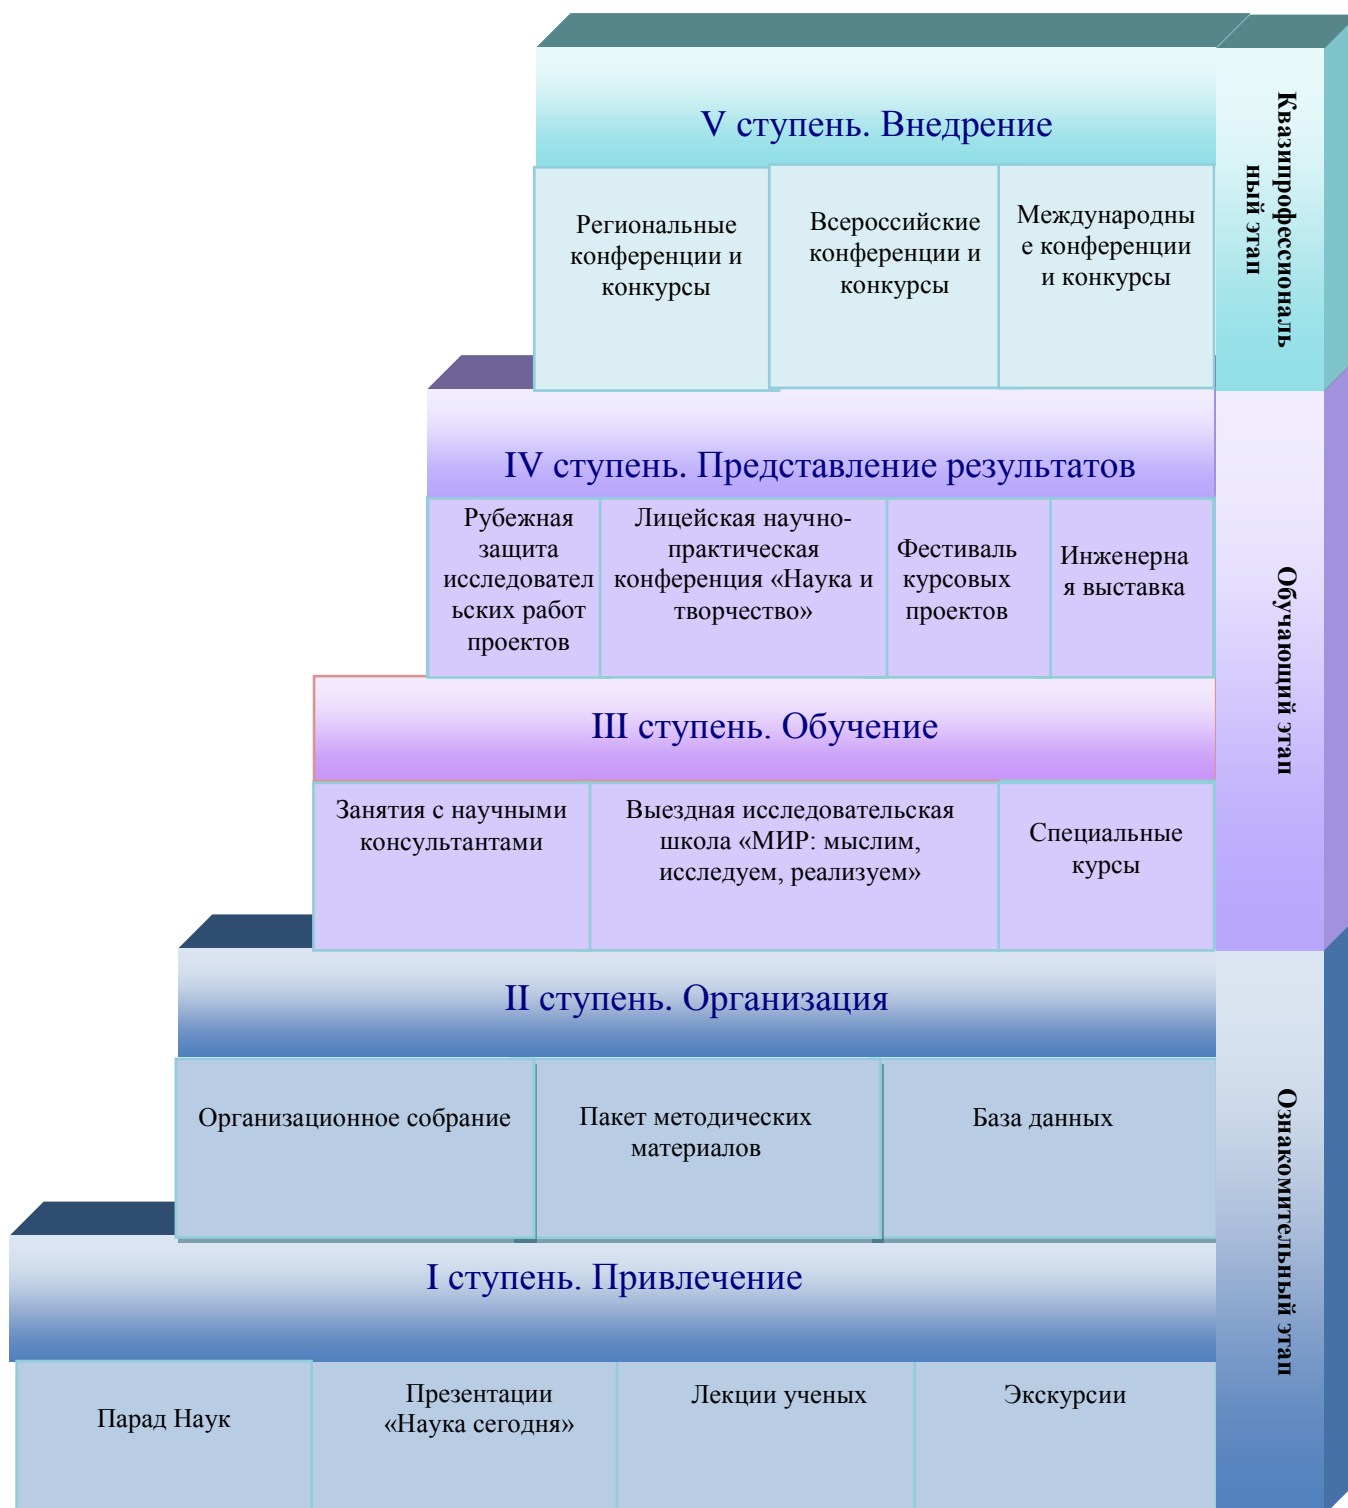 V ступень. Внедрение
Региональные
конференции и
конкурсы
Всероссийские
конференции и
конкурсы
Международны
е конференции
и конкурсы
Квазипрофессиональ
ный этап
IV ступень. Представление результатов
Рубежная
защита
исследовател
ьских работ
проектов
Лицейская научно-
практическая
конференция «Наука и
творчество»
Фестиваль
курсовых
проектов
Инженерна
я выставка
III ступень. Обучение
Занятия с научными
консультантами
Выездная исследовательская
школа «МИР: мыслим,
исследуем, реализуем»
Специальные
курсы
Обучающий этап
II ступень. Организация
Организационное собрание
Пакет методических
материалов
База данных
I ступень. Привлечение
Парад Наук
Презентации
«Наука сегодня»
Лекции ученых
Экскурсии
Ознакомительный этап